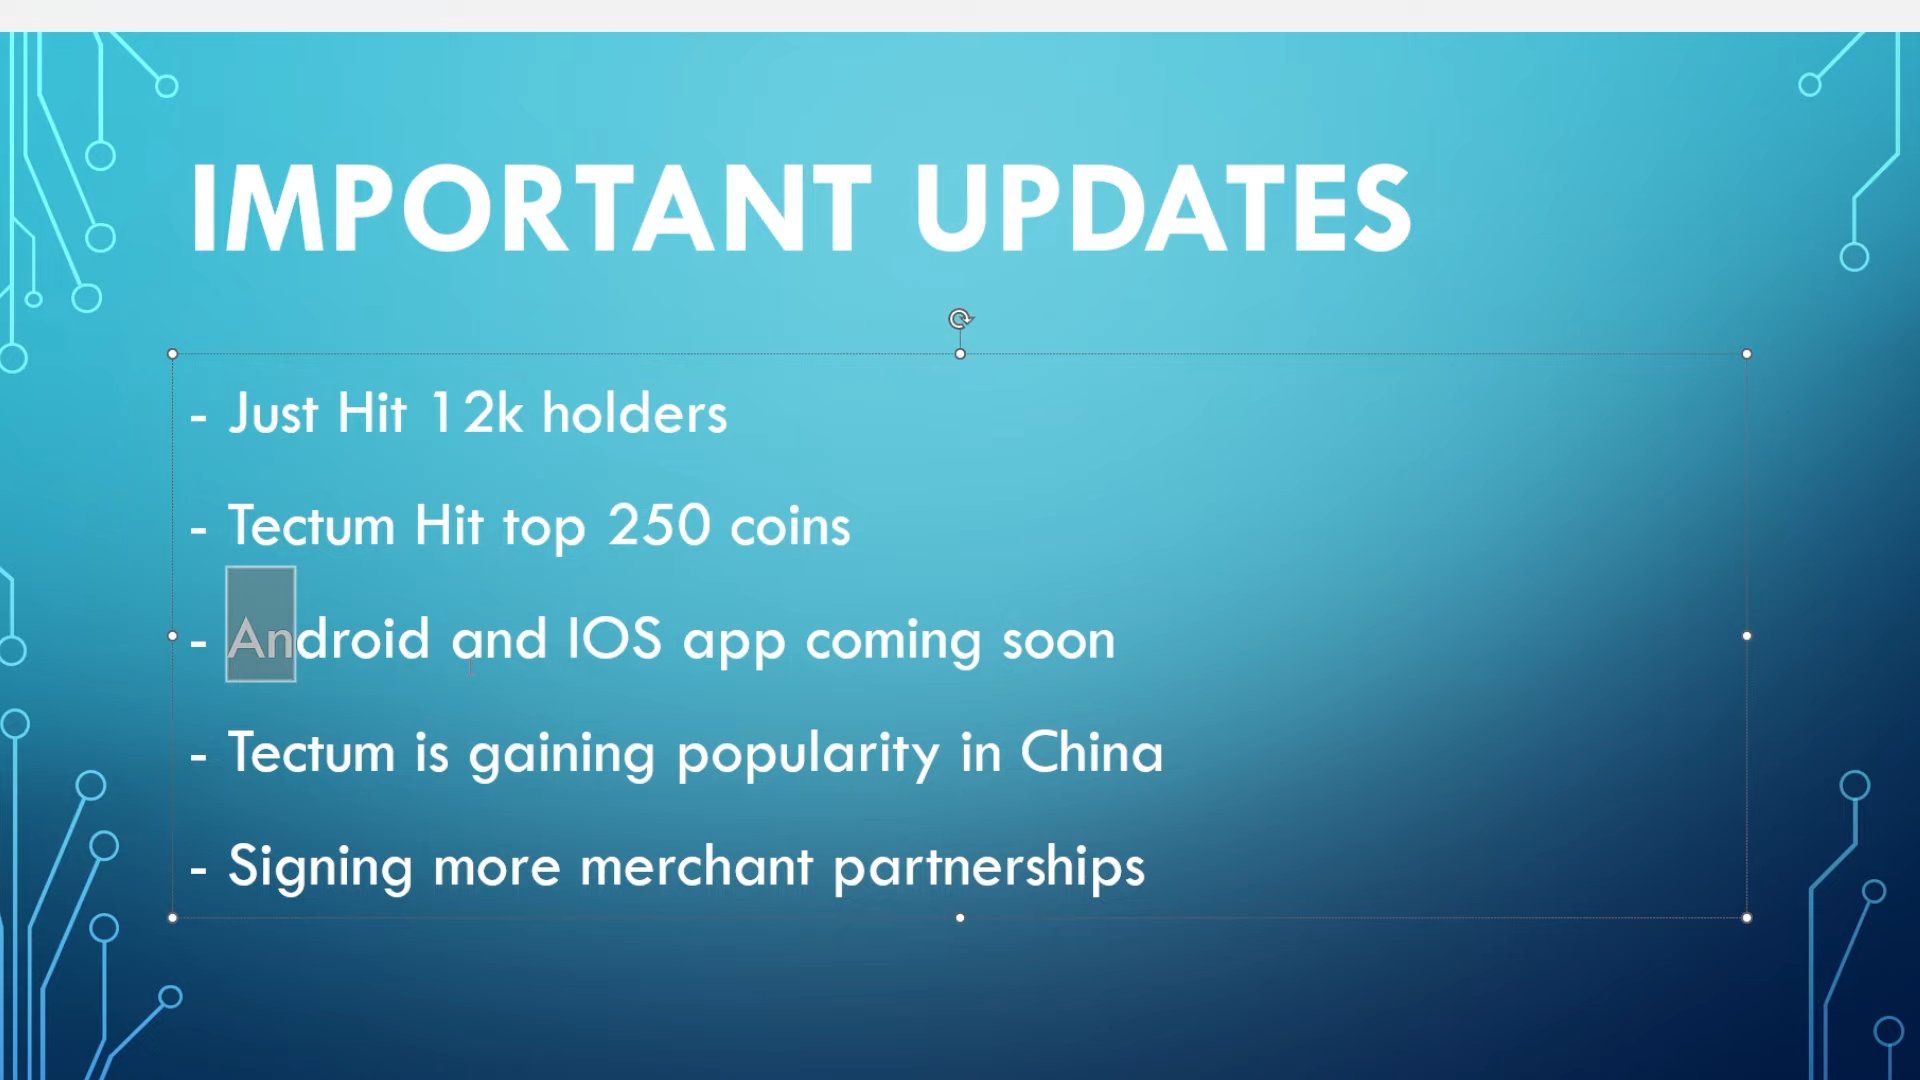 IMPORTANT UPDATES
- Just Hit 12k holders
- Tectum Hit top 250 coins
- Android and IOS app coming soon
- Tectum is gaining popularity in China
- Signing more merchant partnerships